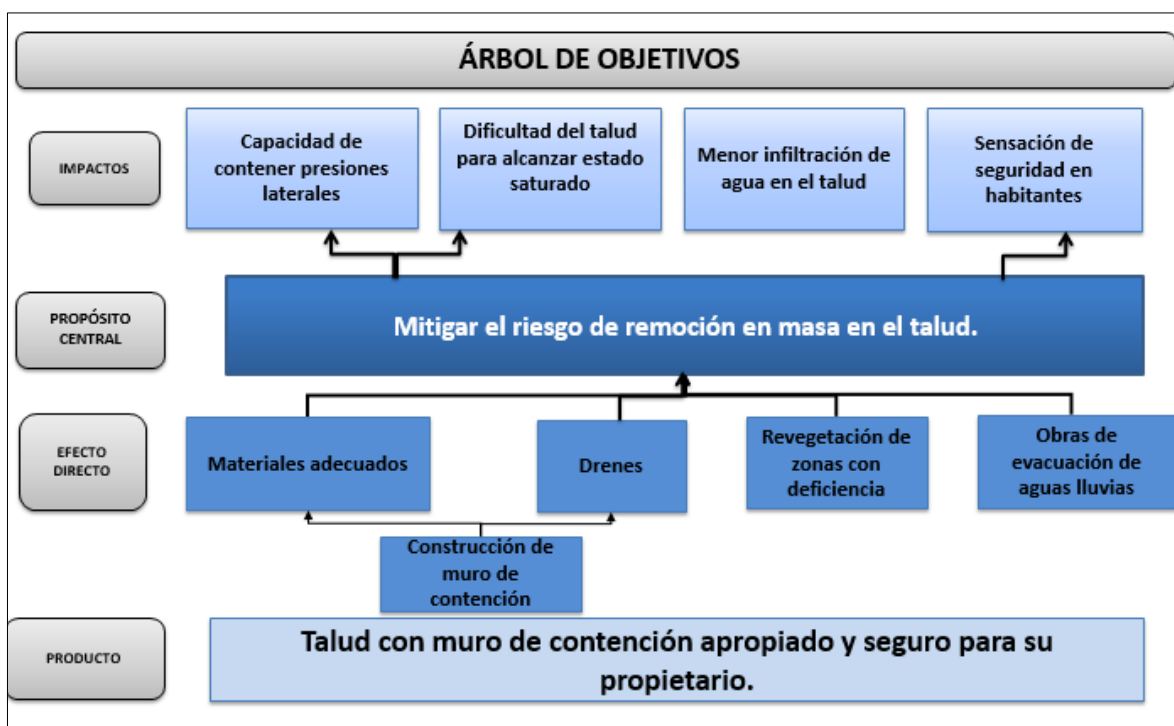 ÁRBOL DE OBJETIVOS
IMPACTOS
Capacidad de
contener presiones
laterales
Dificultad del talud
para alcanzar estado
saturado
Menor infiltración de
agua en el talud
Sensación de
seguridad en
habitantes
PROPÓSITO
CENTRAL
Mitigar el riesgo de remoción en masa en el talud.
EFECTO
DIRECTO
Materiales adecuados
Drenes
Revegetación de
zonas con
deficiencia
Obras de
evacuación de
aguas lluvias
Construcción de
muro de
contención
PRODUCTO
Talud con muro de contención apropiado y seguro para su
propietario.